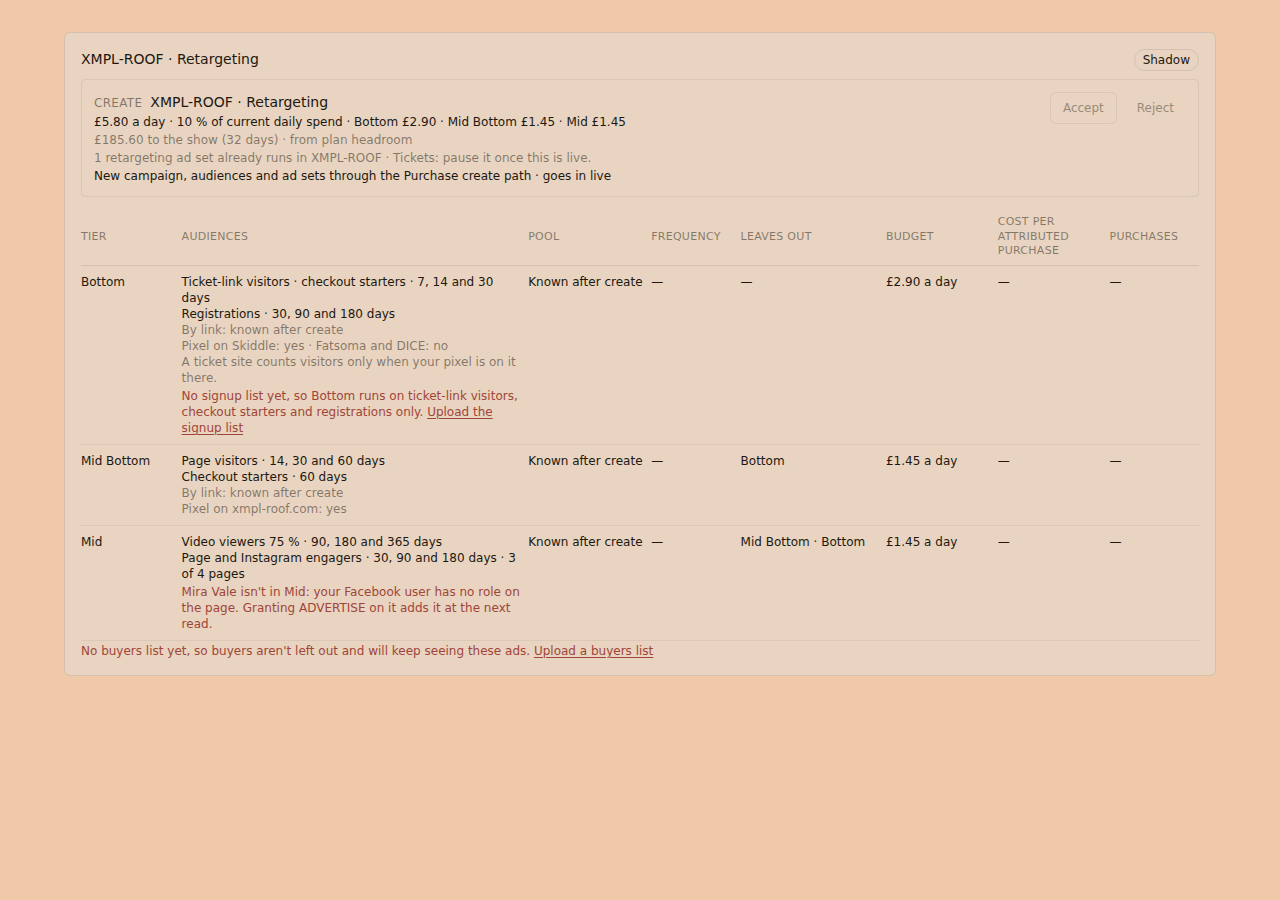 XMPL-ROOF · Retargeting
Shadow
CREATE XMPL-ROOF · Retargeting
Accept
Reject
£5.80 a day · 10 % of current daily spend · Bottom £2.90 · Mid Bottom £1.45 · Mid £1.45
£185.60 to the show (32 days) · from plan headroom
1 retargeting ad set already runs in XMPL-ROOF · Tickets: pause it once this is live.
New campaign, audiences and ad sets through the Purchase create path · goes in live
TIER
AUDIENCES
POOL
FREQUENCY
LEAVES OUT
BUDGET
COST PER
ATTRIBUTED
PURCHASE
PURCHASES
Bottom
Ticket-link visitors · checkout starters · 7, 14 and 30
days
Registrations · 30, 90 and 180 days
By link: known after create
Pixel on Skiddle: yes · Fatsoma and DICE: no
A ticket site counts visitors only when your pixel is on it
there.
No signup list yet, so Bottom runs on ticket-link visitors,
checkout starters and registrations only. Upload the
signup list
Known after create
—
—
£2.90 a day
—
—
Mid Bottom
Page visitors · 14, 30 and 60 days
Checkout starters · 60 days
By link: known after create
Pixel on xmpl-roof.com: yes
Known after create
—
Bottom
£1.45 a day
—
—
Mid
Video viewers 75 % · 90, 180 and 365 days
Page and Instagram engagers · 30, 90 and 180 days · 3
of 4 pages
Mira Vale isn't in Mid: your Facebook user has no role on
the page. Granting ADVERTISE on it adds it at the next
read.
Known after create
—
Mid Bottom · Bottom
£1.45 a day
—
—
No buyers list yet, so buyers aren't left out and will keep seeing these ads. Upload a buyers list